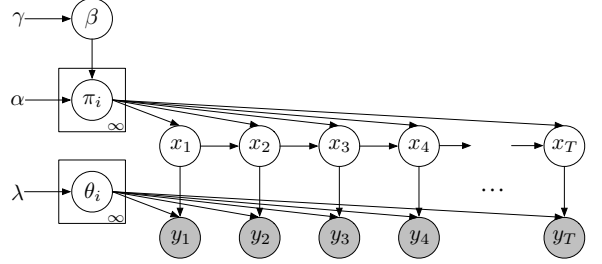 γ β
α π_i ∞
x_1 x_2 x_3 x_4 x_T
λ θ_i ∞ ...
y_1 y_2 y_3 y_4 y_T